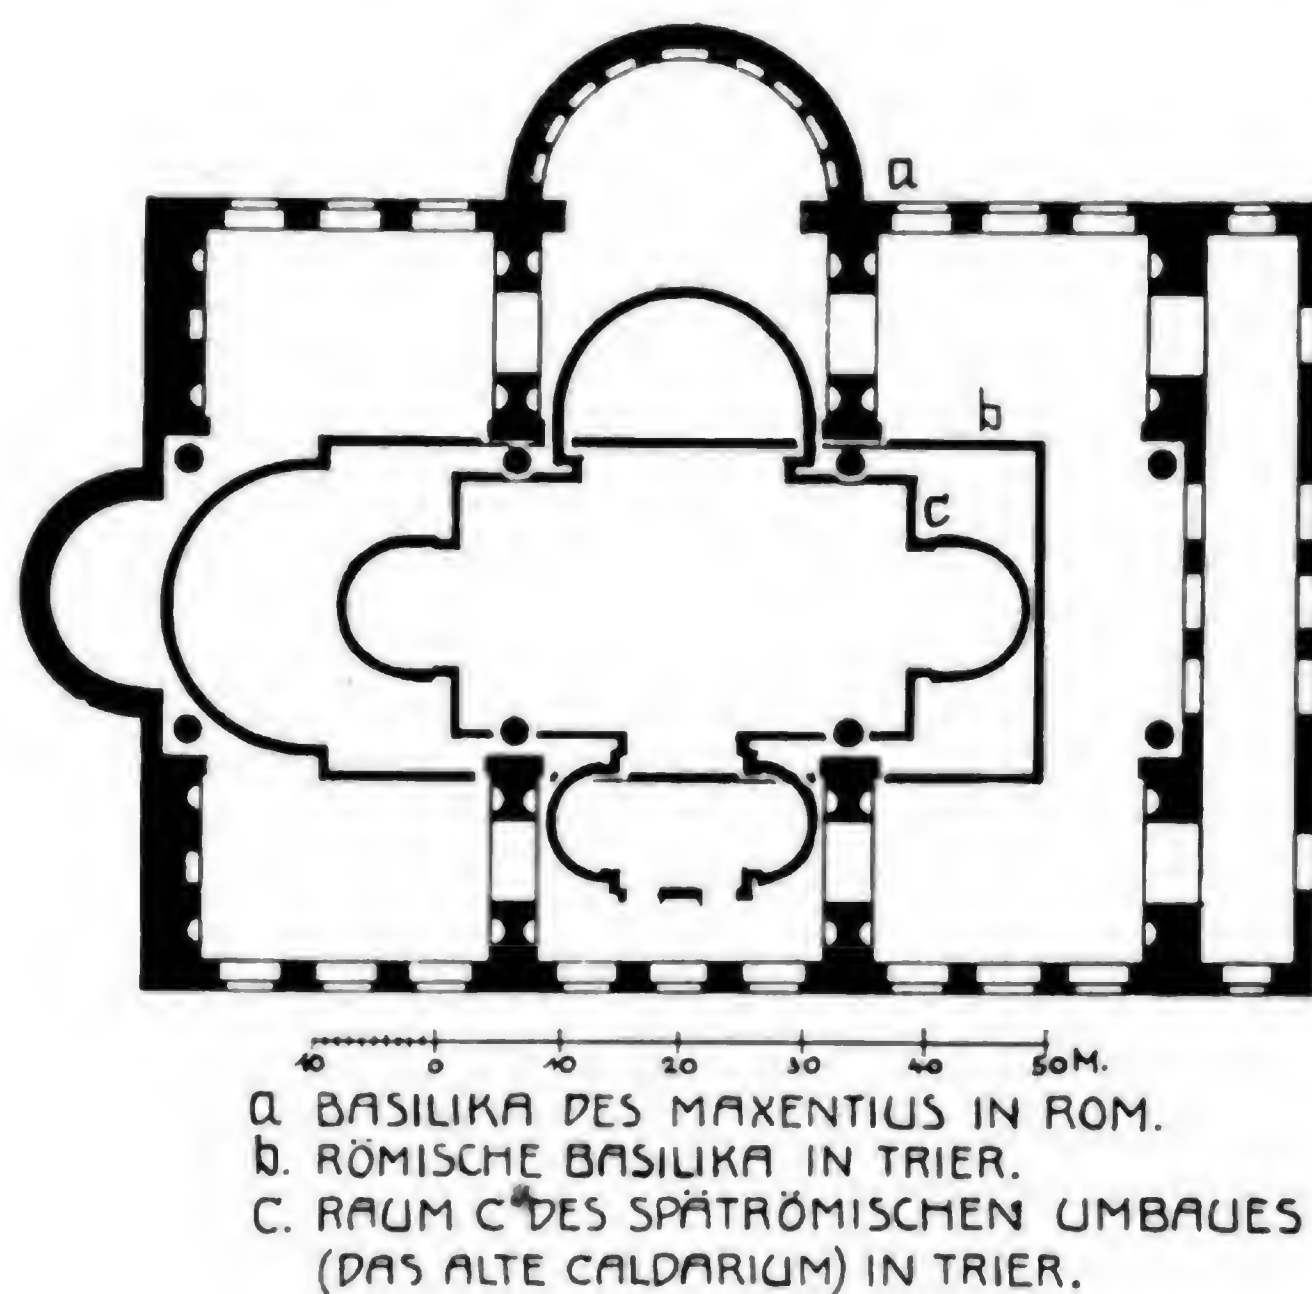 a
b
c
10 0 10 20 30 40 50 M.
a BASILIKA DES MAXENTIUS IN ROM.
b. RÖMISCHE BASILIKA IN TRIER.
C. RAUM C DES SPÄTRÖMISCHEN UMBAUES
(DAS ALTE CALDARIUM) IN TRIER.